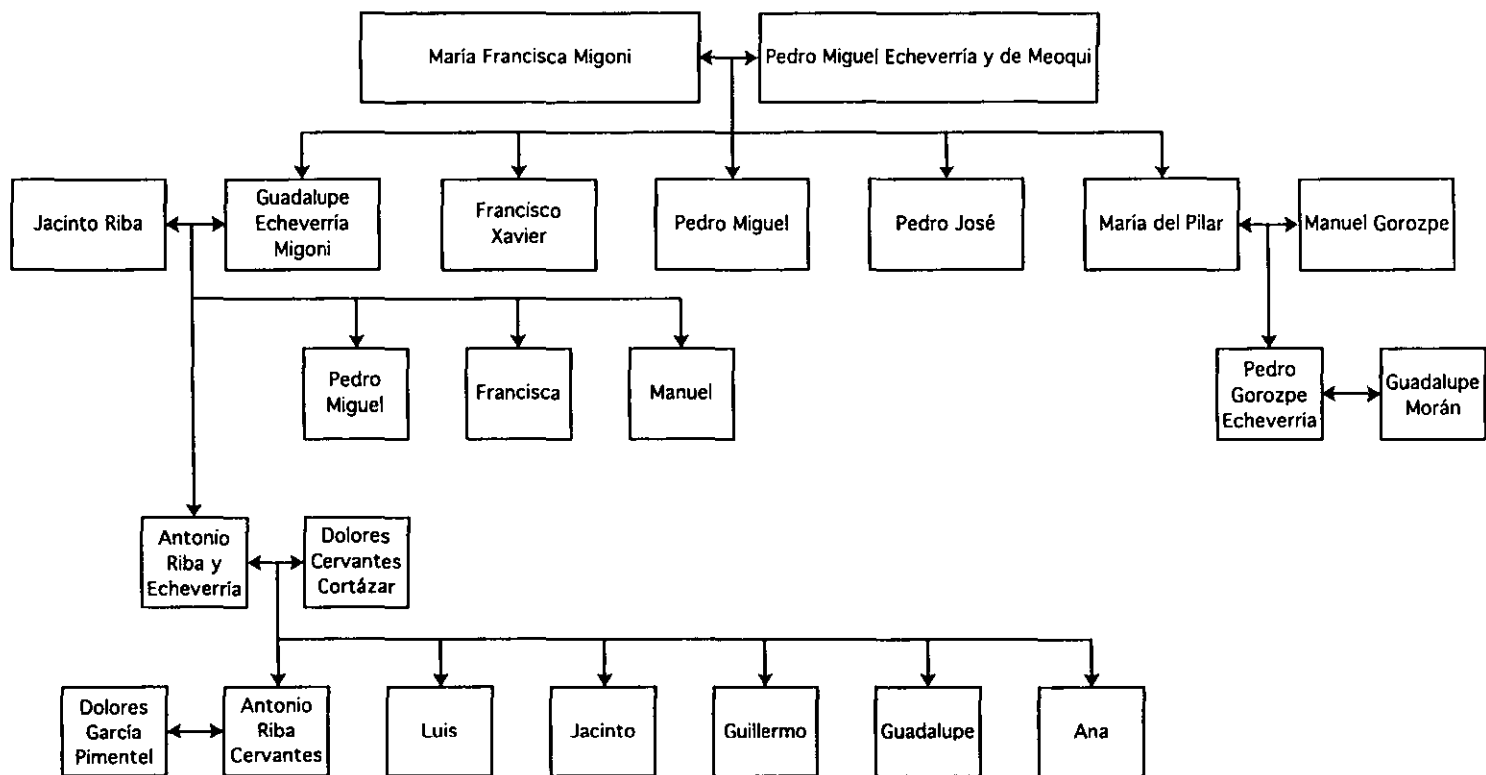 María Francisca Migoni
Pedro Miguel Echeverría y de Meoqui
Jacinto Riba
Guadalupe
Echeverría
Migoni
Francisco
Xavier
Pedro Miguel
Pedro José
María del Pilar
Manuel Gorozpe
Pedro
Miguel
Francisca
Manuel
Pedro
Gorozpe
Echeverría
Guadalupe
Morán
Antonio
Riba y
Echeverría
Dolores
Cervantes
Cortázar
Dolores
García
Pimentel
Antonio
Riba
Cervantes
Luis
Jacinto
Guillermo
Guadalupe
Ana